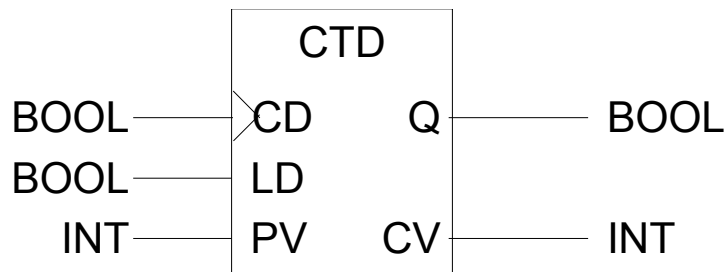 CTD
BOOL CD Q BOOL
BOOL LD
INT PV CV INT